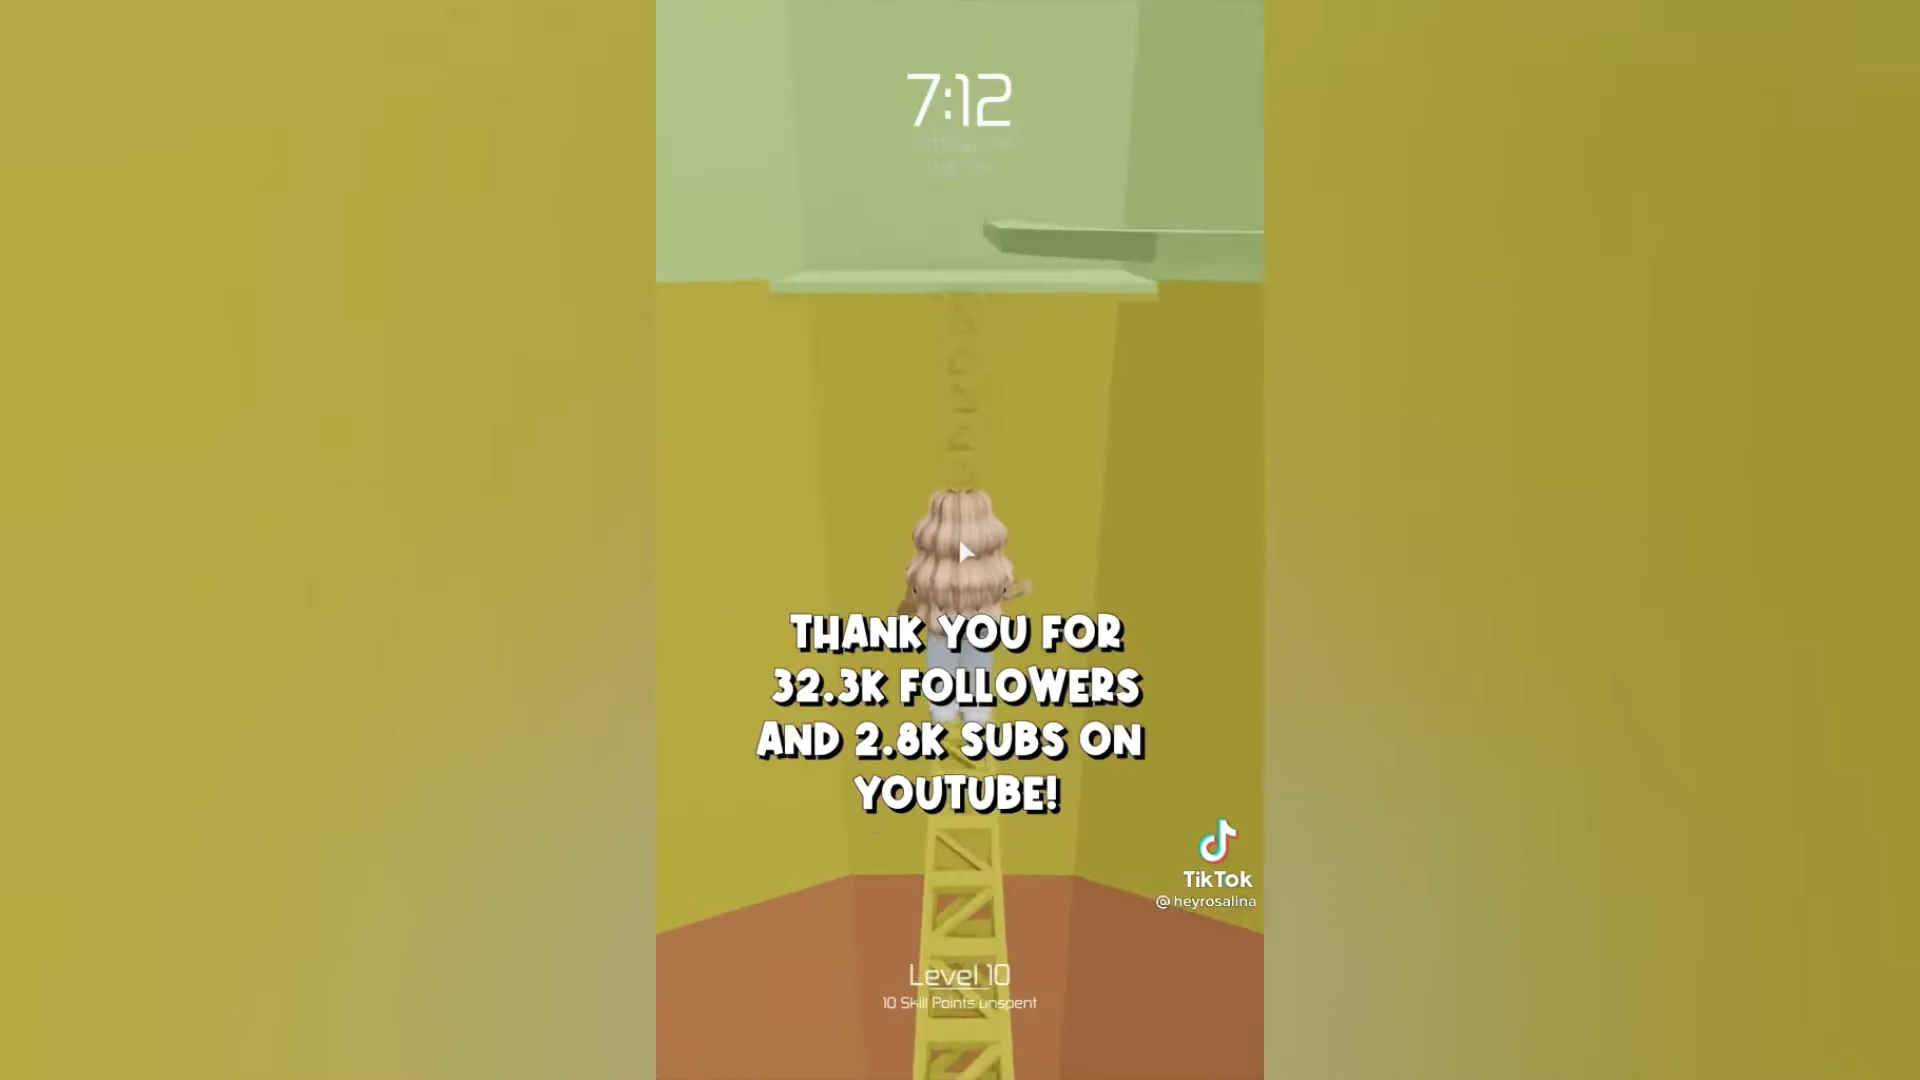 7:12
THANK YOU FOR
32.3K FOLLOWERS
AND 2.8K SUBS ON
YOUTUBE!
TikTok
@heyrosalina
Level 10
10 Skill Points unspent